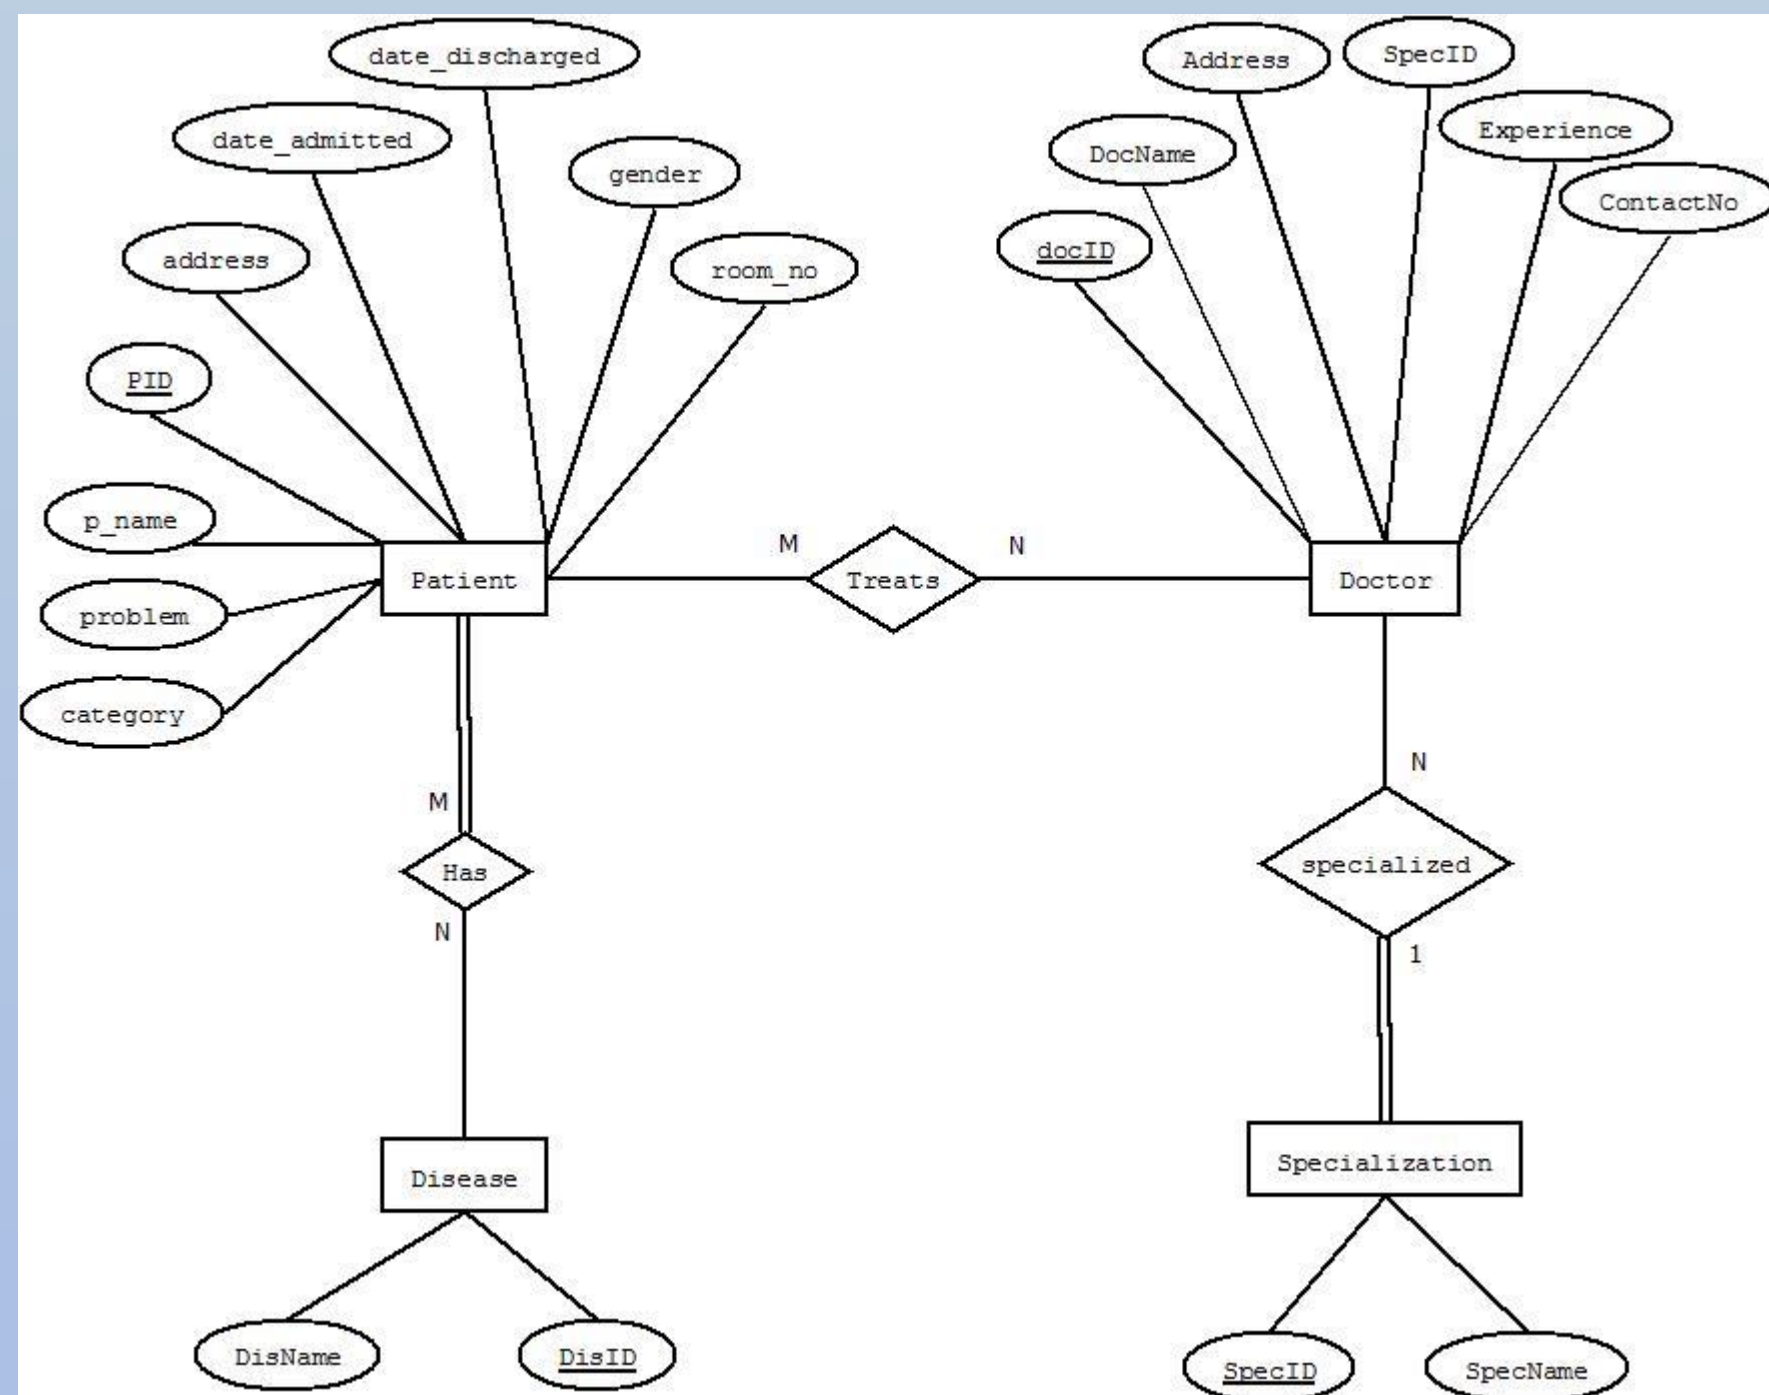 date_discharged
Address
SpecID
date_admitted
Experience
DocName
gender
ContactNo
docID
address
room_no
PID
p_name
M
N
Patient
Treats
Doctor
problem
category
N
M
specialized
Has
N
1
Specialization
Disease
DisName
DisID
SpecID
SpecName